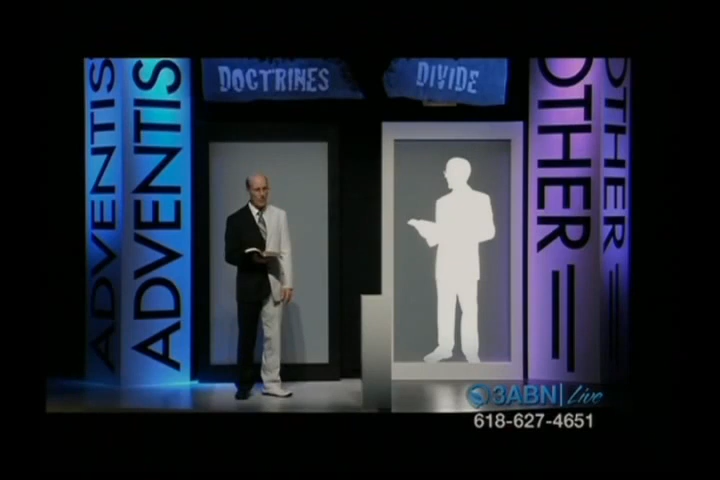 DOCTRINES
DIVIDE
ADVENTIS
ADVENTIS
OTHER
OTHER
3ABN Live
618-627-4651